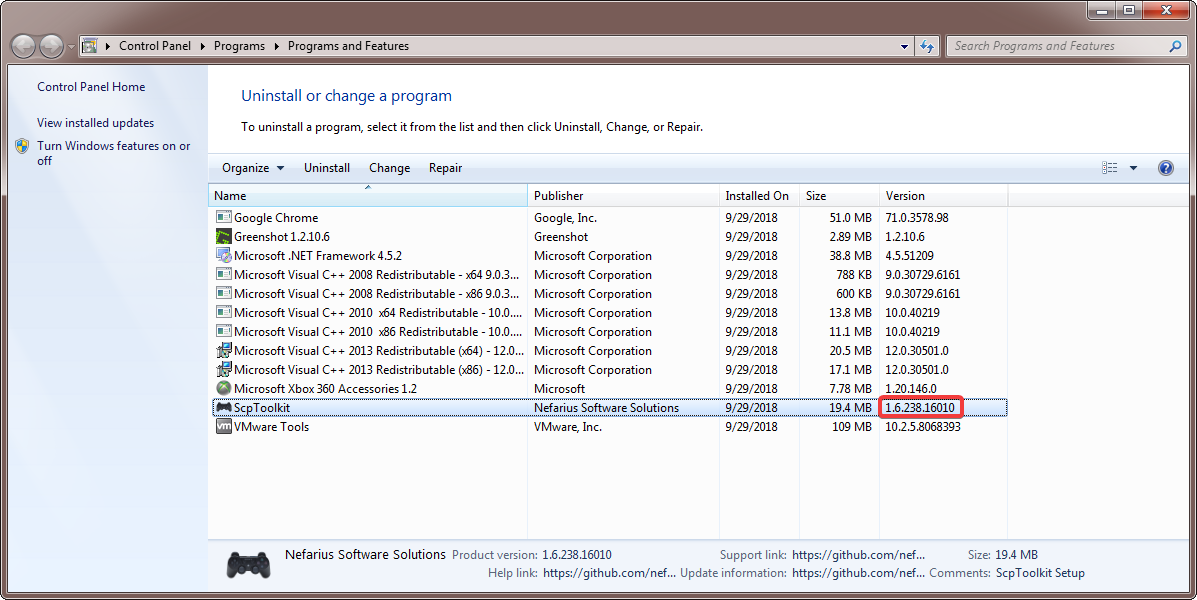 Control Panel Programs Programs and Features Search Programs and Features
Control Panel Home
View installed updates
Turn Windows features on or
off
Uninstall or change a program
To uninstall a program, select it from the list and then click Uninstall, Change, or Repair.
Organize Uninstall Change Repair
Name Publisher Installed On Size Version
Google Chrome Google, Inc. 9/29/2018 51.0 MB 71.0.3578.98
Greenshot 1.2.10.6 Greenshot 9/29/2018 2.89 MB 1.2.10.6
Microsoft .NET Framework 4.5.2 Microsoft Corporation 9/29/2018 38.8 MB 4.5.51209
Microsoft Visual C++ 2008 Redistributable - x64 9.0.3... Microsoft Corporation 9/29/2018 788 KB 9.0.30729.6161
Microsoft Visual C++ 2008 Redistributable - x86 9.0.3... Microsoft Corporation 9/29/2018 600 KB 9.0.30729.6161
Microsoft Visual C++ 2010 x64 Redistributable - 10.0.... Microsoft Corporation 9/29/2018 13.8 MB 10.0.40219
Microsoft Visual C++ 2010 x86 Redistributable - 10.0.... Microsoft Corporation 9/29/2018 11.1 MB 10.0.40219
Microsoft Visual C++ 2013 Redistributable (x64) - 12.0... Microsoft Corporation 9/29/2018 20.5 MB 12.0.30501.0
Microsoft Visual C++ 2013 Redistributable (x86) - 12.0... Microsoft Corporation 9/29/2018 17.1 MB 12.0.30501.0
Microsoft Xbox 360 Accessories 1.2 Microsoft 9/29/2018 7.78 MB 1.20.146.0
ScpToolkit Nefarius Software Solutions 9/29/2018 19.4 MB 1.6.238.16010
vm VMware Tools VMware, Inc. 9/29/2018 109 MB 10.2.5.8068393
Nefarius Software Solutions Product version: 1.6.238.16010 Support link: https://github.com/nef... Size: 19.4 MB
Help link: https://github.com/nef... Update information: https://github.com/nef... Comments: ScpToolkit Setup